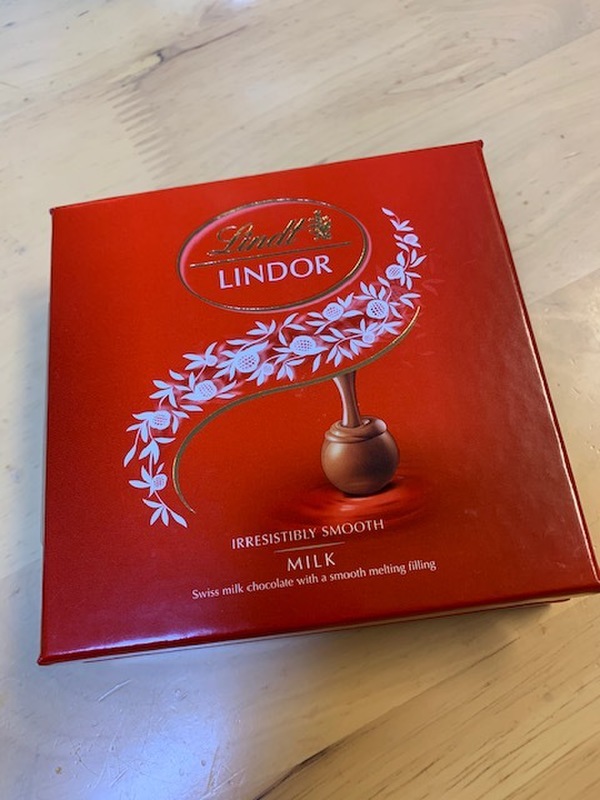 Lindt
LINDOR
IRRESISTIBLY SMOOTH
MILK
Swiss milk chocolate with a smooth melting filling